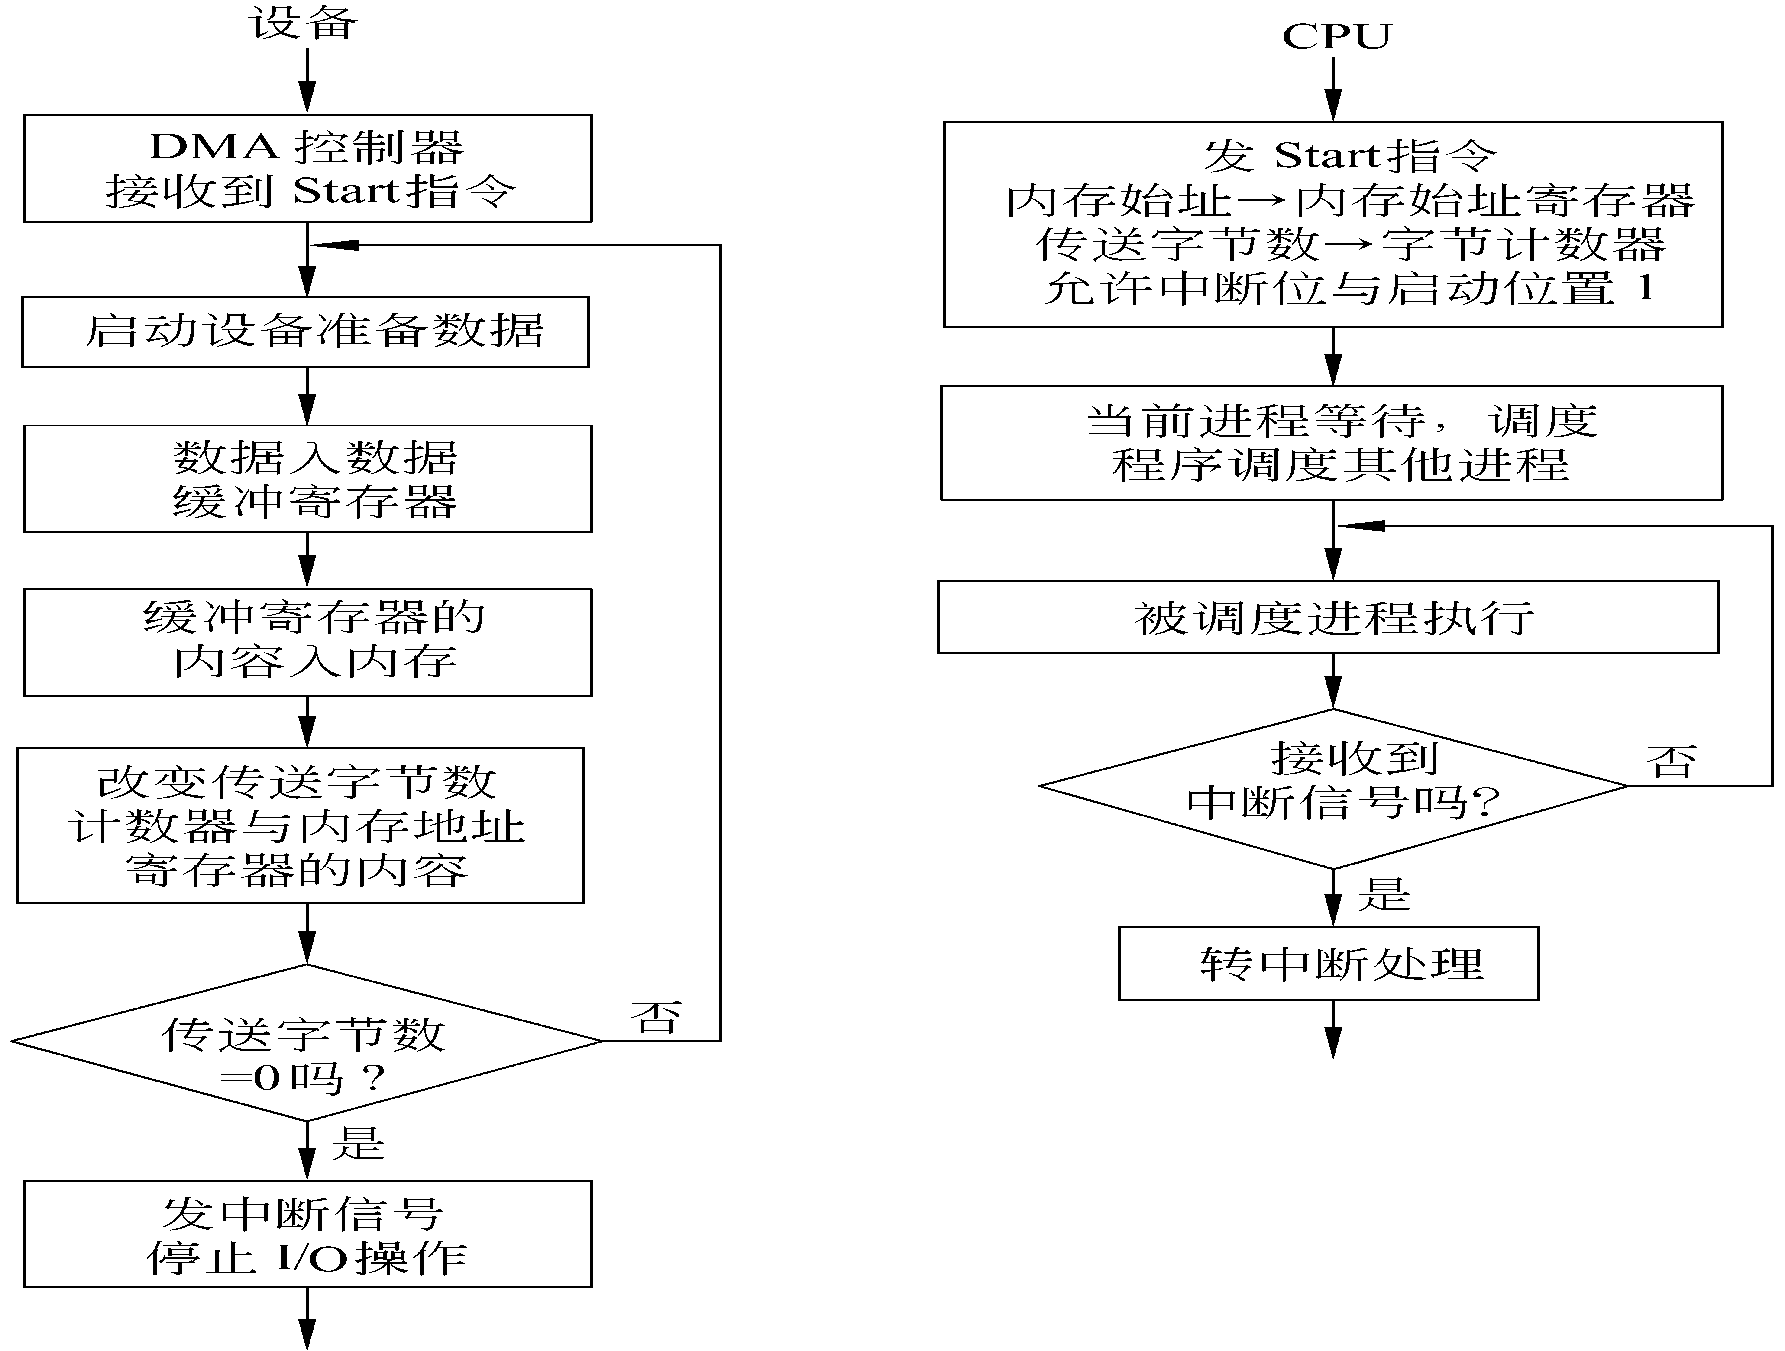 设备
DMA 控制器
接收到 Start指令
启动设备准备数据
数据入数据
缓冲寄存器
缓冲寄存器的
内容入内存
改变传送字节数
计数器与内存地址
寄存器的内容
传送字节数
=0吗?
否
是
发中断信号
停止 I/O操作
CPU
发 Start指令
内存始址→内存始址寄存器
传送字节数→字节计数器
允许中断位与启动位置 1
当前进程等待，调度
程序调度其他进程
被调度进程执行
接收到
中断信号吗?
否
是
转中断处理